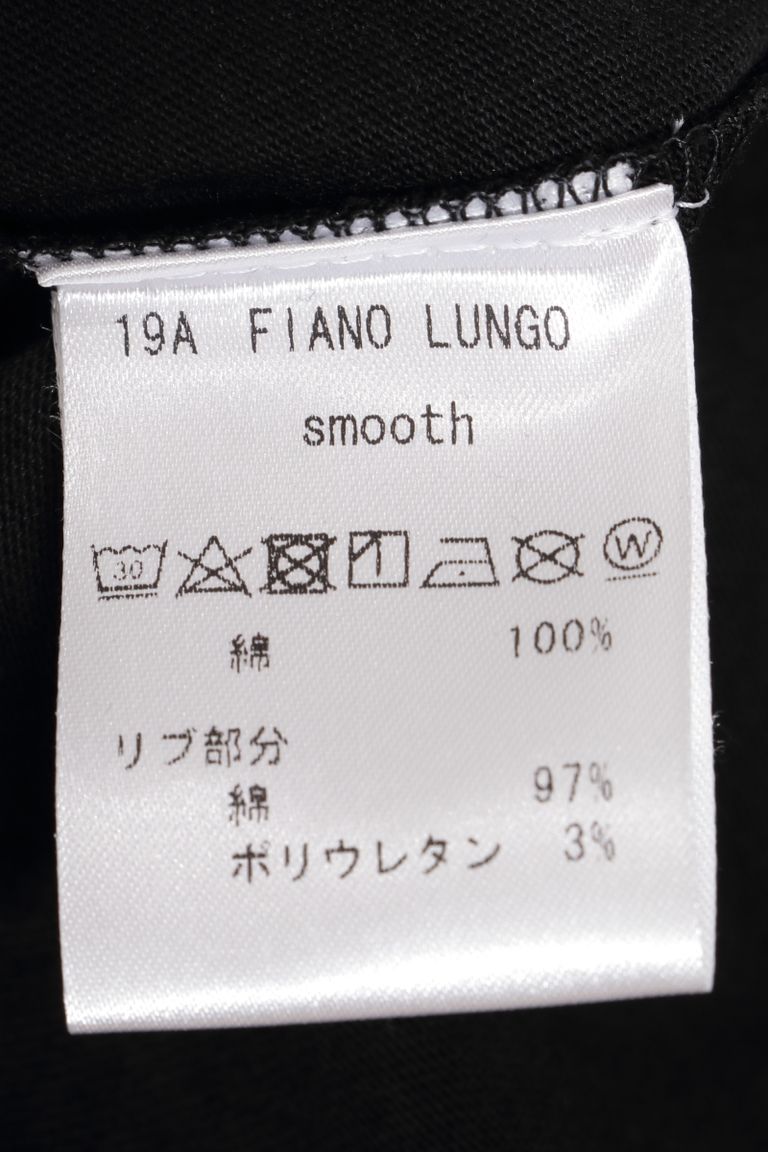 19A FIANO LUNGO
smooth
30 W
綿 100%
リブ部分
綿 97%
ポリウレタン 3%